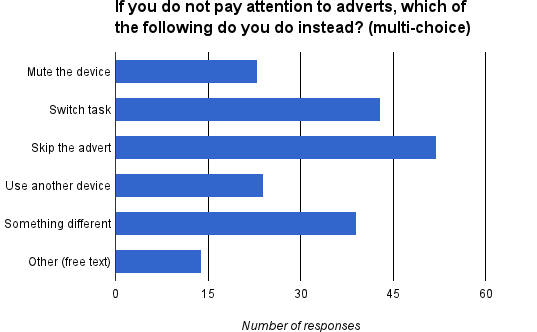 If you do not pay attention to adverts, which of
the following do you do instead? (multi-choice)
Mute the device
Switch task
Skip the advert
Use another device
Something different
Other (free text)
0 15 30 45 60
Number of responses